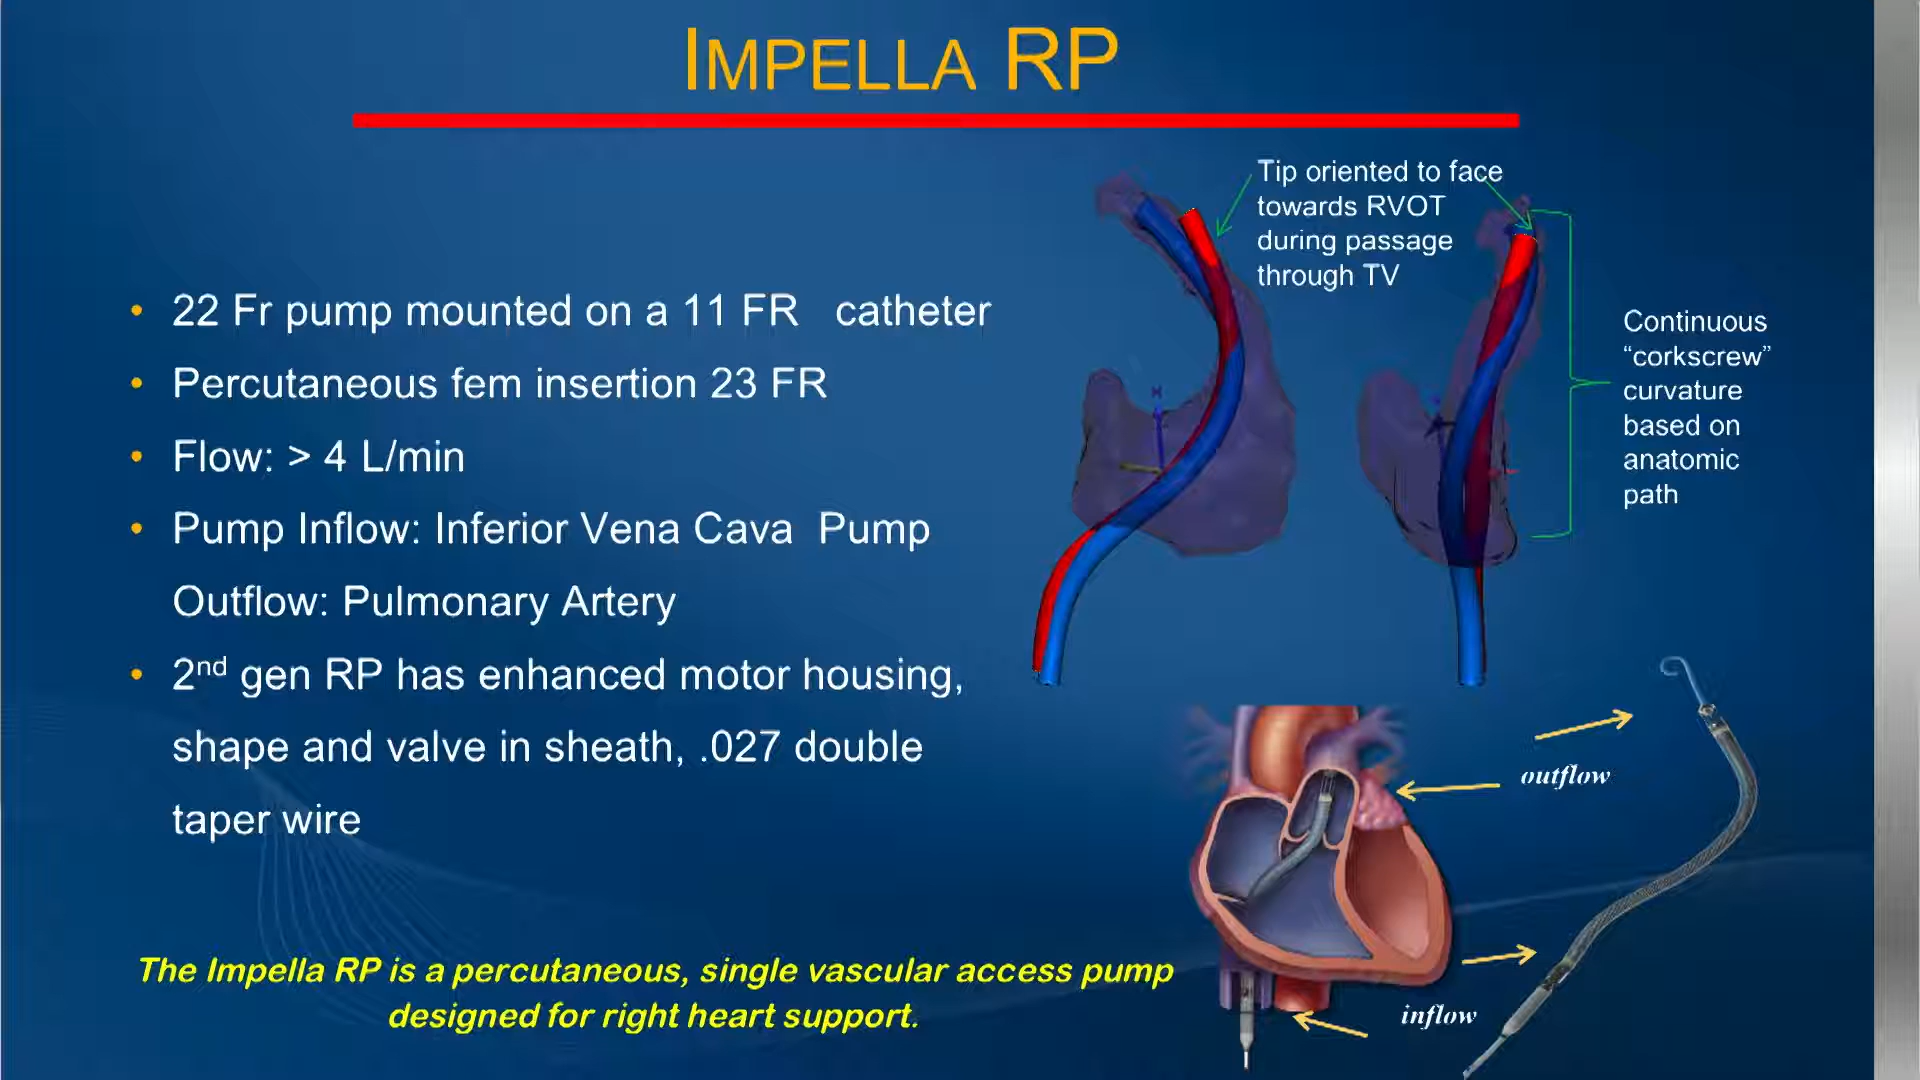 IMPELLA RP
Tip oriented to face
towards RVOT
during passage
through TV
• 22 Fr pump mounted on a 11 FR catheter
• Percutaneous fem insertion 23 FR
• Flow: > 4 L/min
• Pump Inflow: Inferior Vena Cava Pump
Outflow: Pulmonary Artery
• 2nd gen RP has enhanced motor housing,
shape and valve in sheath, .027 double
taper wire
Continuous
“corkscrew”
curvature
based on
anatomic
path
outflow
inflow
The Impella RP is a percutaneous, single vascular access pump
designed for right heart support.